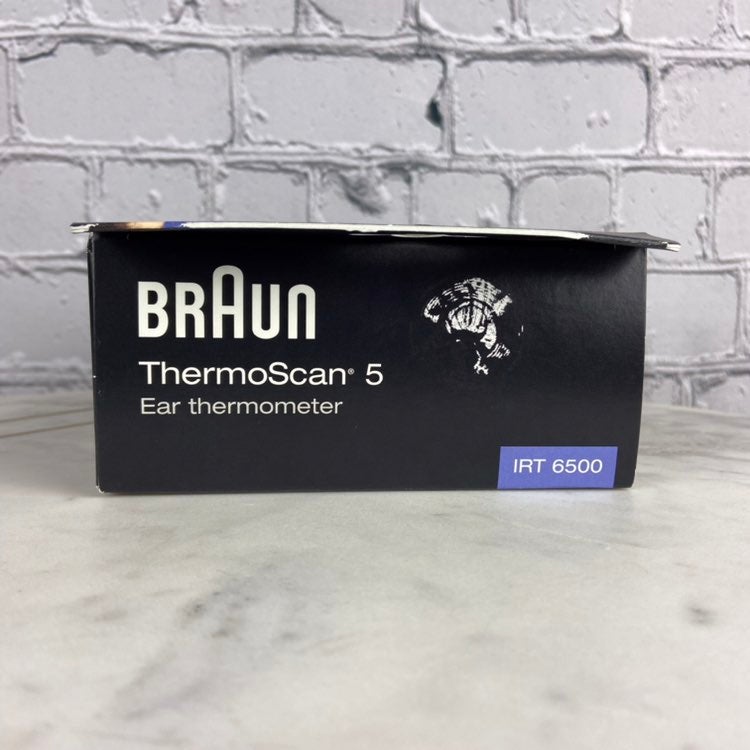 BRAUN
ThermoScan® 5
Ear thermometer
IRT 6500